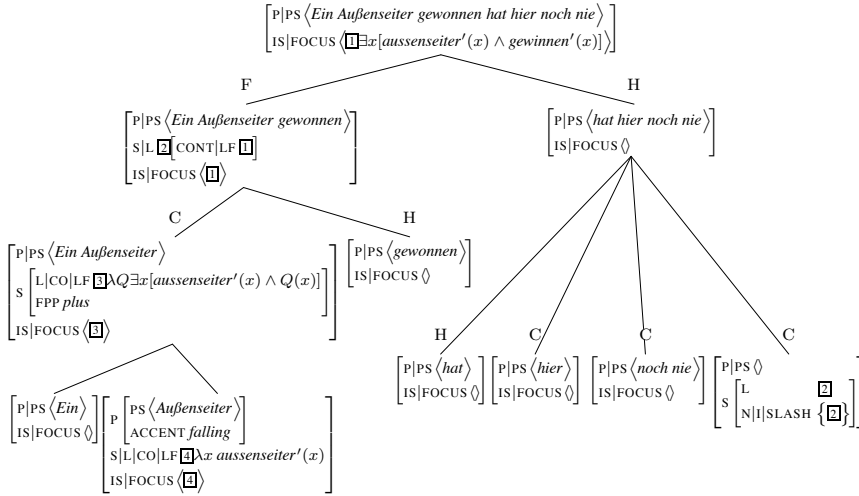 P|PS ⟨Ein Außenseiter gewonnen hat hier noch nie⟩
IS|FOCUS ⟨1 ∃x[aussenseiter′(x) ∧ gewinnen′(x)]⟩
F H
P|PS ⟨Ein Außenseiter gewonnen⟩
S|L 2 [CONT|LF 1]
IS|FOCUS ⟨1⟩
P|PS ⟨hat hier noch nie⟩
IS|FOCUS ⟨⟩
C H
P|PS ⟨Ein Außenseiter⟩
S [L|CO|LF 3 λQ∃x[aussenseiter′(x) ∧ Q(x)]
FPP plus]
IS|FOCUS ⟨3⟩
P|PS ⟨gewonnen⟩
IS|FOCUS ⟨⟩
H C C C
P|PS ⟨Ein⟩
IS|FOCUS ⟨⟩
P [PS ⟨Außenseiter⟩
ACCENT falling]
S|L|CO|LF 4 λx aussenseiter′(x)
IS|FOCUS ⟨4⟩
P|PS ⟨hat⟩
IS|FOCUS ⟨⟩
P|PS ⟨hier⟩
IS|FOCUS ⟨⟩
P|PS ⟨noch nie⟩
IS|FOCUS ⟨⟩
P|PS ⟨⟩
S [L 2
N|I|SLASH {2}]